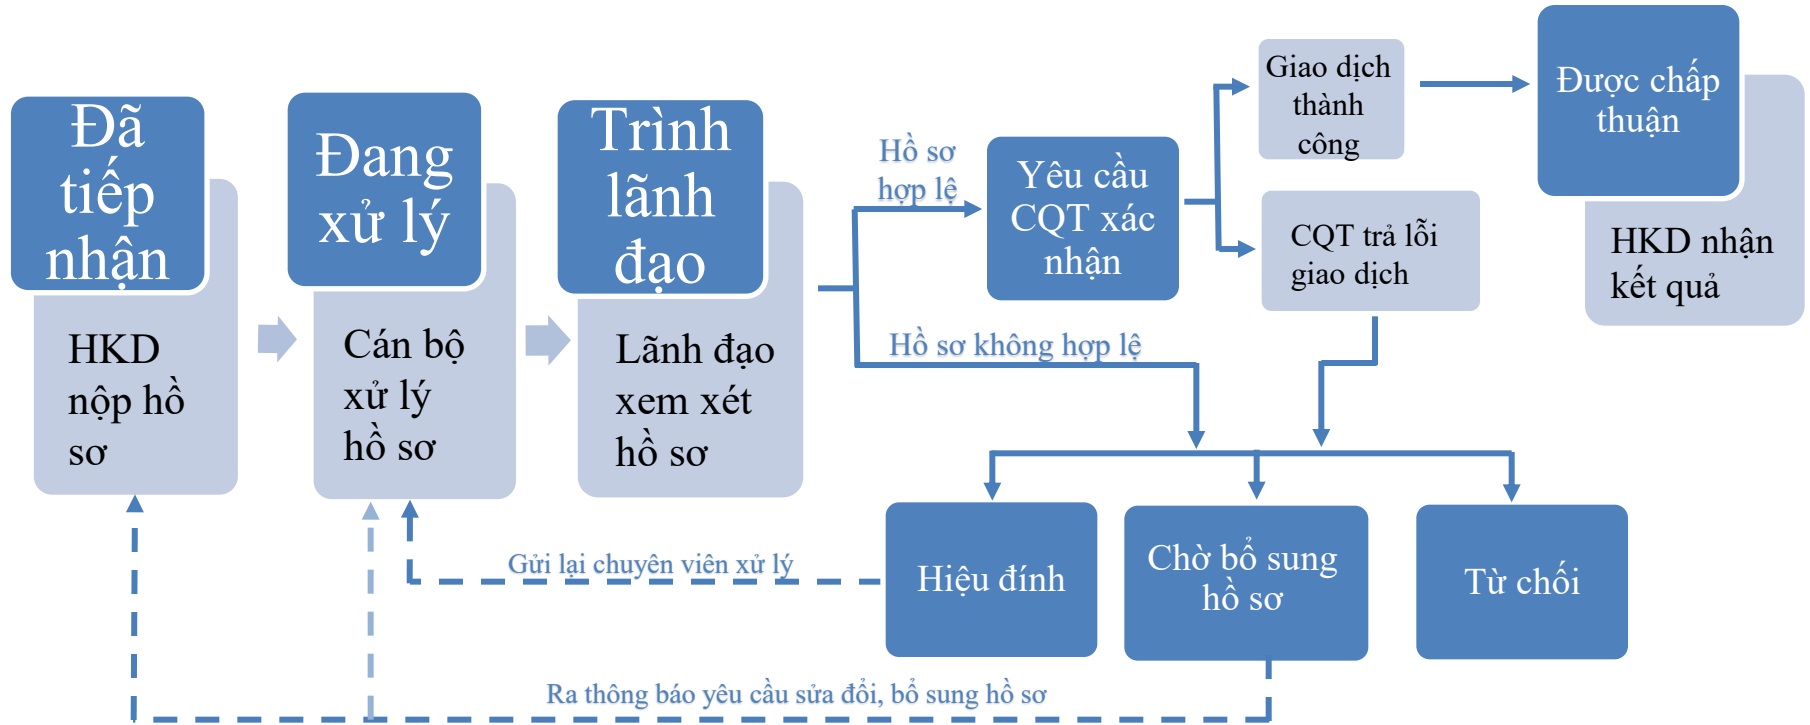 Đã
tiếp
nhận
HKD
nộp hồ
sơ
Đang
xử lý
Cán bộ
xử lý
hồ sơ
Trình
lãnh
đạo
Lãnh đạo
xem xét
hồ sơ
Hồ sơ
hợp lệ
Hồ sơ không hợp lệ
Yêu cầu
CQT xác
nhận
Giao dịch
thành
công
CQT trả lỗi
giao dịch
Được chấp
thuận
HKD nhận
kết quả
Hiệu đính
Chờ bổ sung
hồ sơ
Từ chối
Gửi lại chuyên viên xử lý
Ra thông báo yêu cầu sửa đổi, bổ sung hồ sơ